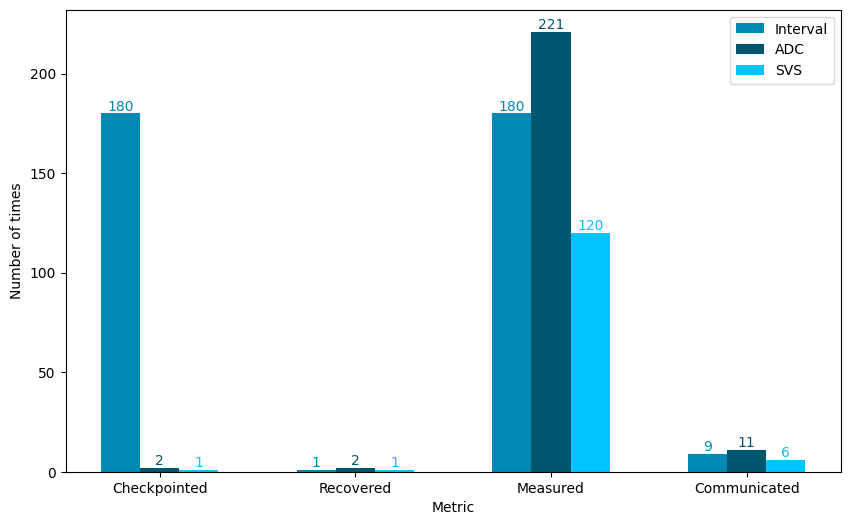 Interval
ADC
SVS
Number of times
200
150
100
50
0
180
2
1
1
2
1
180
221
120
9
11
6
Checkpointed
Recovered
Measured
Communicated
Metric